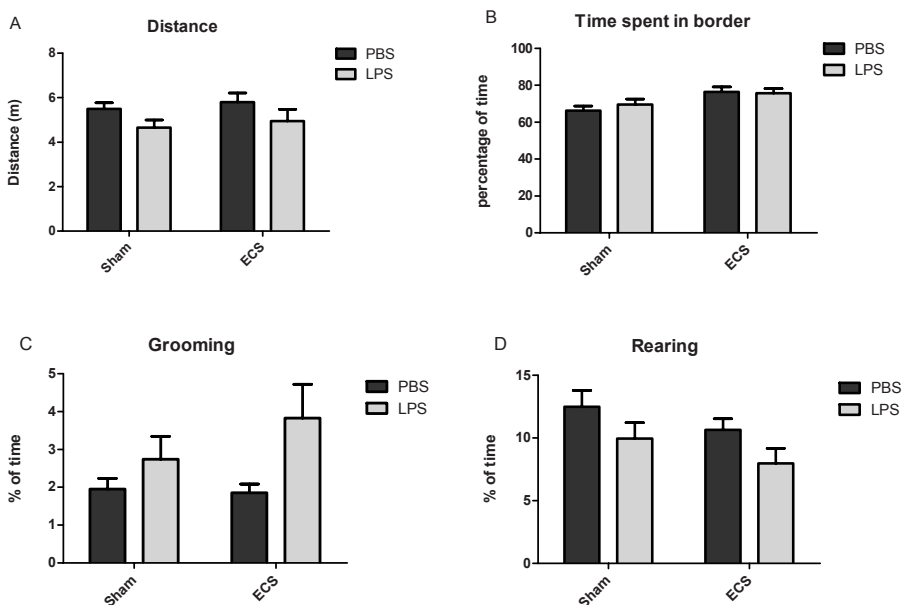 A
Distance
PBS
LPS
Distance (m)
8
6
4
2
0
Sham
ECS
B
Time spent in border
PBS
LPS
percentage of time
100
80
60
40
20
0
Sham
ECS
C
Grooming
PBS
LPS
% of time
5
4
3
2
1
0
Sham
ECS
D
Rearing
PBS
LPS
% of time
15
10
5
0
Sham
ECS